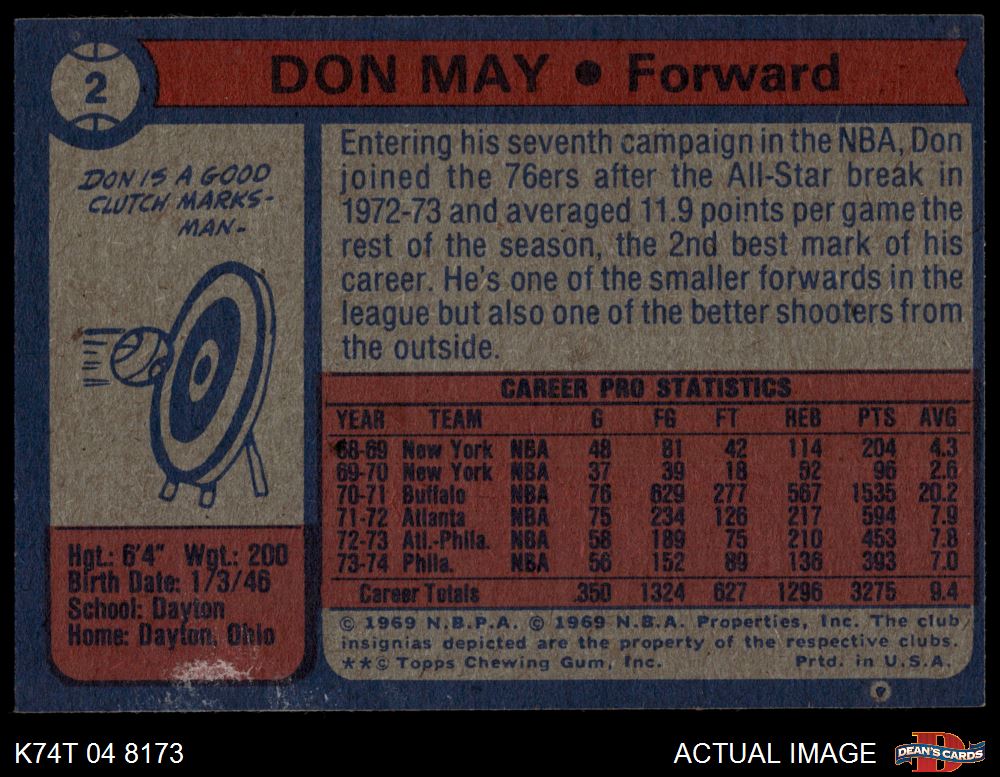 2
DON MAY ● Forward
DON IS A GOOD
CLUTCH MARKS-
MAN-
Entering his seventh campaign in the NBA, Don
joined the 76ers after the All-Star break in
1972-73 and averaged 11.9 points per game the
rest of the season, the 2nd best mark of his
career. He's one of the smaller forwards in the
league but also one of the better shooters from
the outside.
CAREER PRO STATISTICS
YEAR TEAM G FG FT REB PTS AVG
68-69 New York NBA 48 81 42 114 204 4.3
69-70 New York NBA 37 39 18 52 96 2.6
70-71 Buffalo NBA 76 629 277 567 1535 20.2
71-72 Atlanta NBA 75 234 126 217 594 7.9
72-73 Atl.-Phila. NBA 58 189 75 210 453 7.8
73-74 Phila. NBA 56 152 89 136 393 7.0
Career Totals 350 1324 627 1296 3275 9.4
Hgt.: 6'4" Wgt.: 200
Birth Date: 1/3/46
School: Dayton
Home: Dayton, Ohio
© 1969 N.B.P.A. © 1969 N.B.A. Properties, Inc. The club
insignias depicted are the property of the respective clubs.
**© Topps Chewing Gum, Inc. Prtd. in U.S.A.
K74T 04 8173
ACTUAL IMAGE
D
DEAN'S CARDS